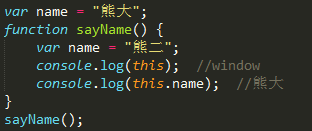 var name = "熊大";
function sayName() {
    var name = "熊二";
    console.log(this);  //window
    console.log(this.name);  //熊大
}
sayName();